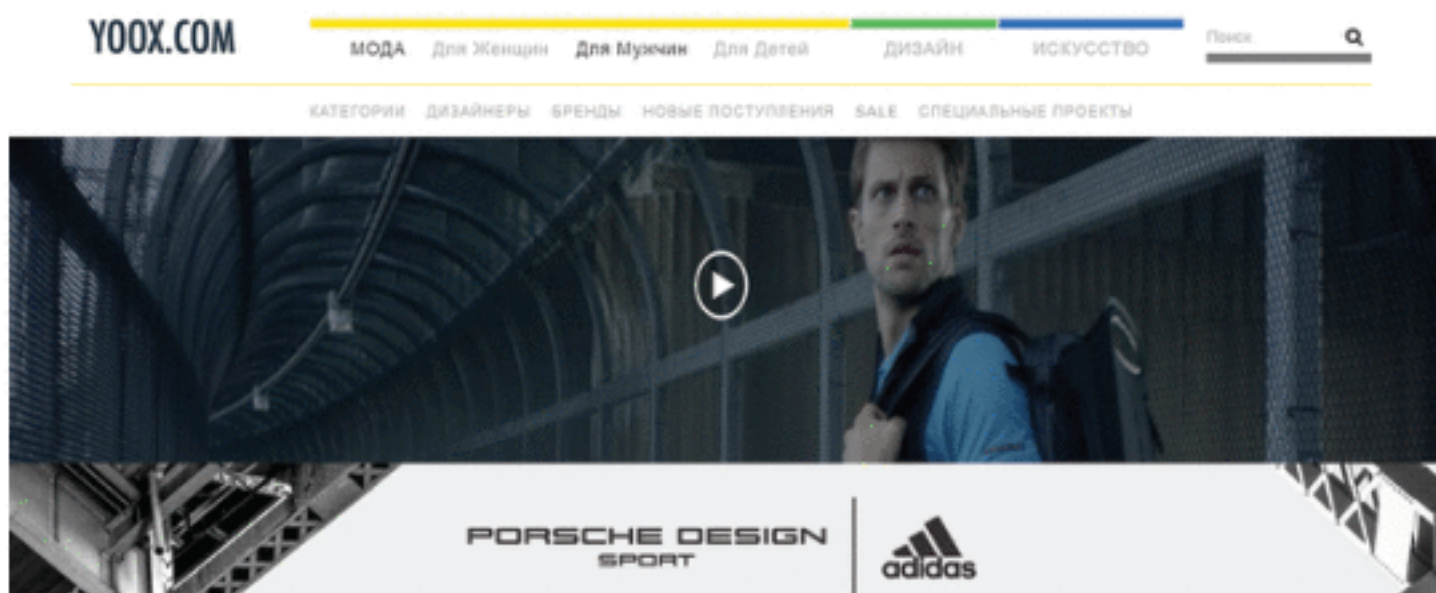 YOOX.COM
МОДА Для Женщин Для Мужчин Для Детей ДИЗАЙН ИСКУССТВО Поиск
КАТЕГОРИИ ДИЗАЙНЕРЫ БРЕНДЫ НОВЫЕ ПОСТУПЛЕНИЯ SALE СПЕЦИАЛЬНЫЕ ПРОЕКТЫ
PORSCHE DESIGN
SPORT
adidas